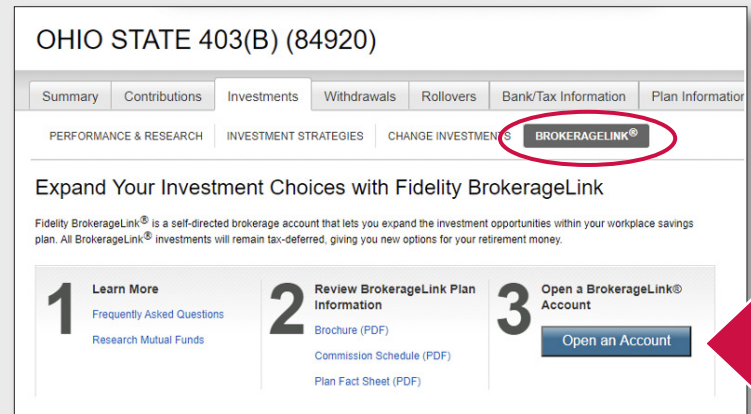 OHIO STATE 403(B) (84920)
Summary Contributions Investments Withdrawals Rollovers Bank/Tax Information Plan Information
PERFORMANCE & RESEARCH INVESTMENT STRATEGIES CHANGE INVESTMENTS BROKERAGELINK®
Expand Your Investment Choices with Fidelity BrokerageLink
Fidelity BrokerageLink® is a self-directed brokerage account that lets you expand the investment opportunities within your workplace savings
plan. All BrokerageLink® investments will remain tax-deferred, giving you new options for your retirement money.
1
Learn More
Frequently Asked Questions
Research Mutual Funds
2
Review BrokerageLink Plan
Information
Brochure (PDF)
Commission Schedule (PDF)
Plan Fact Sheet (PDF)
3
Open a BrokerageLink®
Account
Open an Account